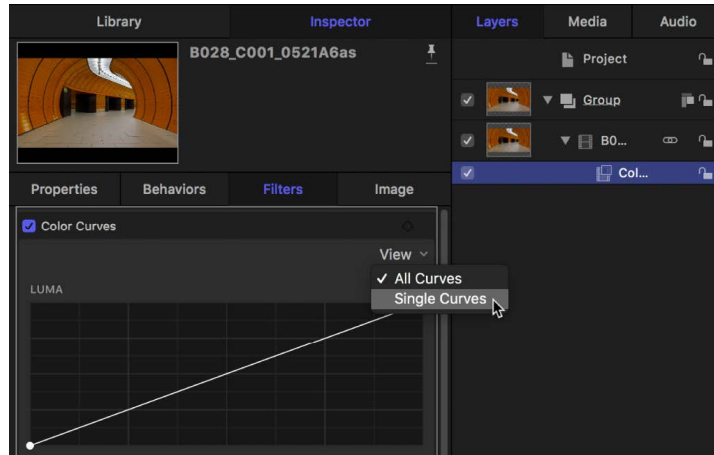 Library
Inspector
B028_C001_0521A6as
Properties
Behaviors
Filters
Image
Color Curves
View
All Curves
Single Curves
LUMA
Layers
Media
Audio
Project
Group
B0...
Col...